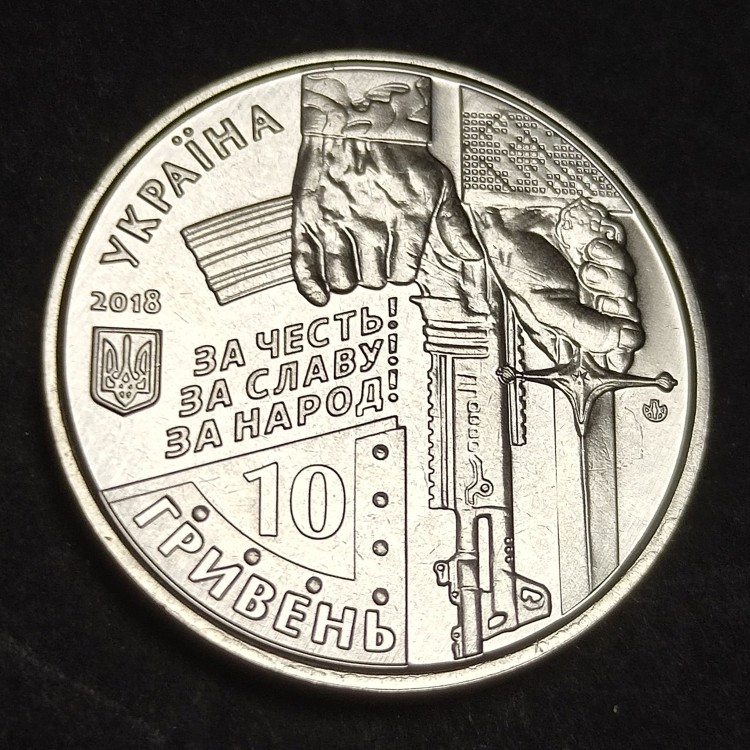 УКРАЇНА
2018
ЗА ЧЕСТЬ!
ЗА СЛАВУ!
ЗА НАРОД!
10
ГРИВЕНЬ